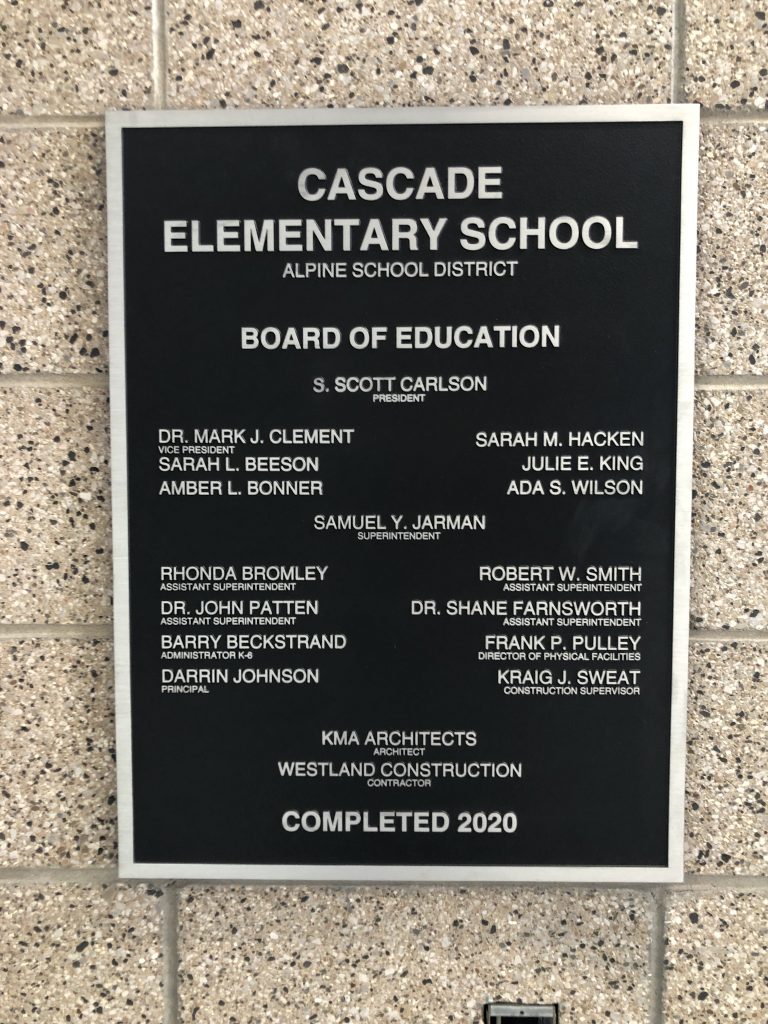 CASCADE
ELEMENTARY SCHOOL
ALPINE SCHOOL DISTRICT
BOARD OF EDUCATION
S. SCOTT CARLSON
PRESIDENT
DR. MARK J. CLEMENT SARAH M. HACKEN
VICE PRESIDENT
SARAH L. BEESON JULIE E. KING
AMBER L. BONNER ADA S. WILSON
SAMUEL Y. JARMAN
SUPERINTENDENT
RHONDA BROMLEY ROBERT W. SMITH
ASSISTANT SUPERINTENDENT ASSISTANT SUPERINTENDENT
DR. JOHN PATTEN DR. SHANE FARNSWORTH
ASSISTANT SUPERINTENDENT ASSISTANT SUPERINTENDENT
BARRY BECKSTRAND FRANK P. PULLEY
ADMINISTRATOR K-6 DIRECTOR OF PHYSICAL FACILITIES
DARRIN JOHNSON KRAIG J. SWEAT
PRINCIPAL CONSTRUCTION SUPERVISOR
KMA ARCHITECTS
ARCHITECT
WESTLAND CONSTRUCTION
CONTRACTOR
COMPLETED 2020